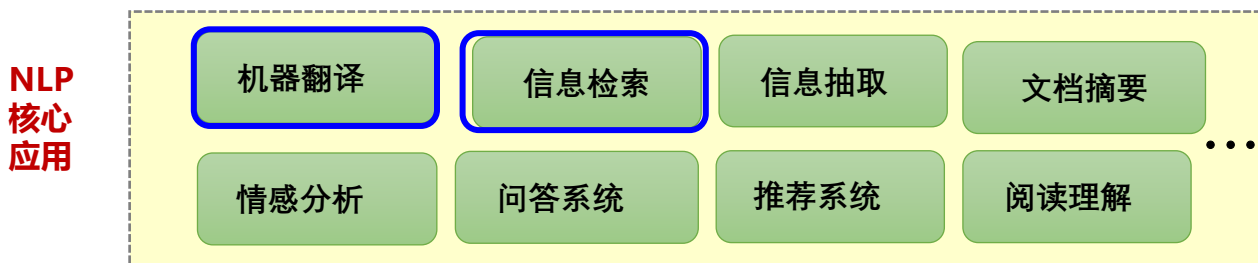 NLP
核心
应用
机器翻译
信息检索
信息抽取
文档摘要
情感分析
问答系统
推荐系统
阅读理解
...